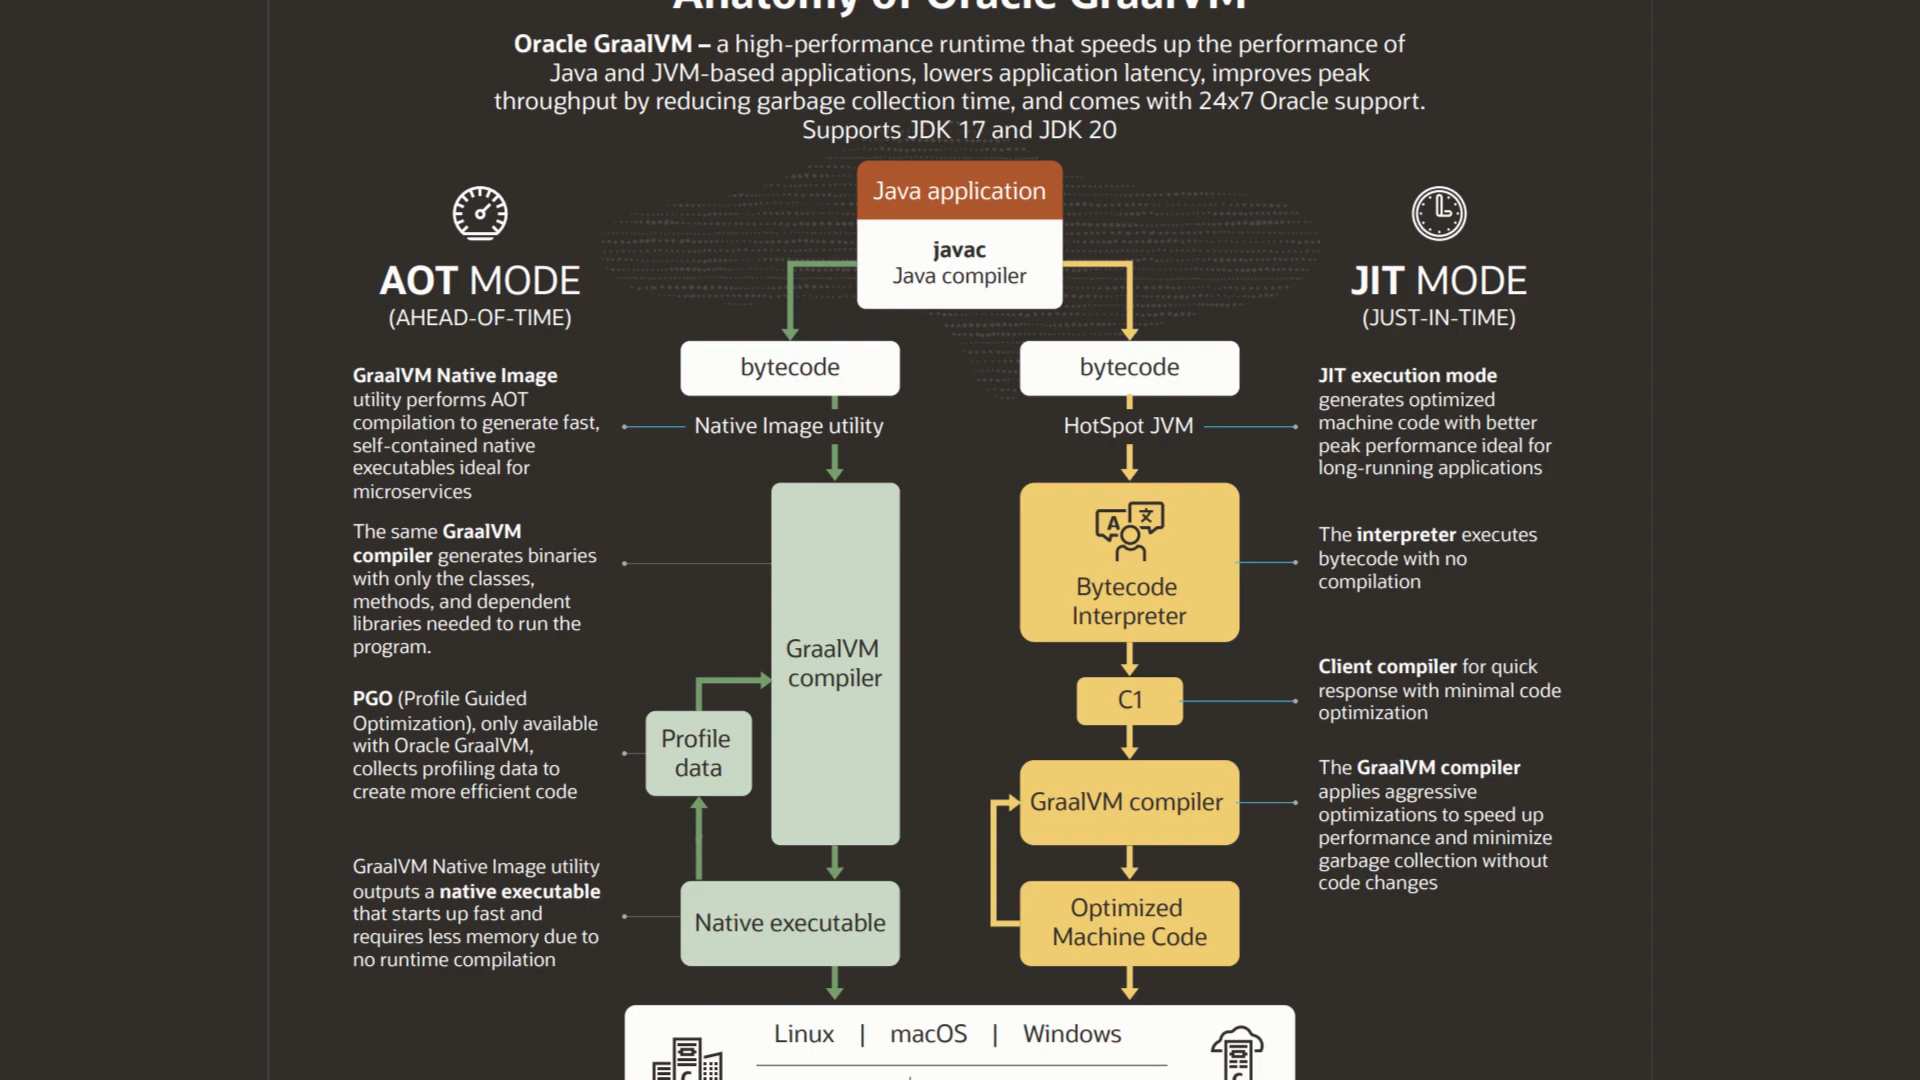 Anatomy of Oracle GraalVM
Oracle GraalVM – a high-performance runtime that speeds up the performance of
Java and JVM-based applications, lowers application latency, improves peak
throughput by reducing garbage collection time, and comes with 24x7 Oracle support.
Supports JDK 17 and JDK 20
Java application
javac
Java compiler
AOT MODE
(AHEAD-OF-TIME)
GraalVM Native Image
utility performs AOT
compilation to generate fast,
self-contained native
executables ideal for
microservices
The same GraalVM
compiler generates binaries
with only the classes,
methods, and dependent
libraries needed to run the
program.
PGO (Profile Guided
Optimization), only available
with Oracle GraalVM,
collects profiling data to
create more efficient code
GraalVM Native Image utility
outputs a native executable
that starts up fast and
requires less memory due to
no runtime compilation
bytecode
Native Image utility
GraalVM
compiler
Profile
data
Native executable
bytecode
HotSpot JVM
A
文
Bytecode
Interpreter
C1
GraalVM compiler
Optimized
Machine Code
JIT MODE
(JUST-IN-TIME)
JIT execution mode
generates optimized
machine code with better
peak performance ideal for
long-running applications
The interpreter executes
bytecode with no
compilation
Client compiler for quick
response with minimal code
optimization
The GraalVM compiler
applies aggressive
optimizations to speed up
performance and minimize
garbage collection without
code changes
Linux | macOS | Windows